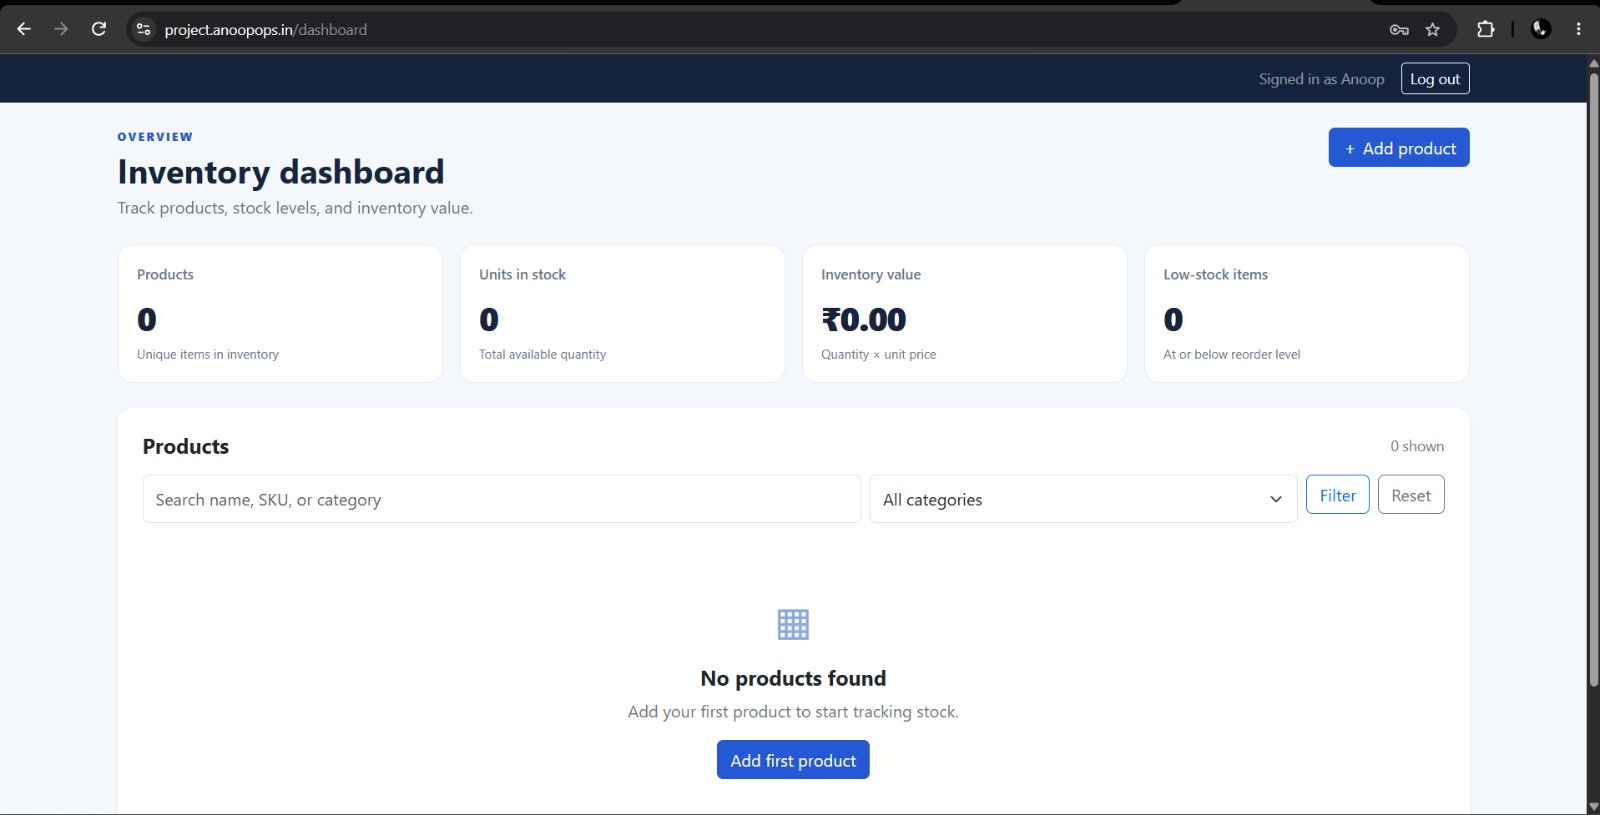 project.anoopops.in/dashboard
Signed in as Anoop
Log out
OVERVIEW
Inventory dashboard
Track products, stock levels, and inventory value.
+ Add product
Products
0
Unique items in inventory
Units in stock
0
Total available quantity
Inventory value
₹0.00
Quantity × unit price
Low-stock items
0
At or below reorder level
Products
0 shown
Search name, SKU, or category
All categories
Filter
Reset
No products found
Add your first product to start tracking stock.
Add first product